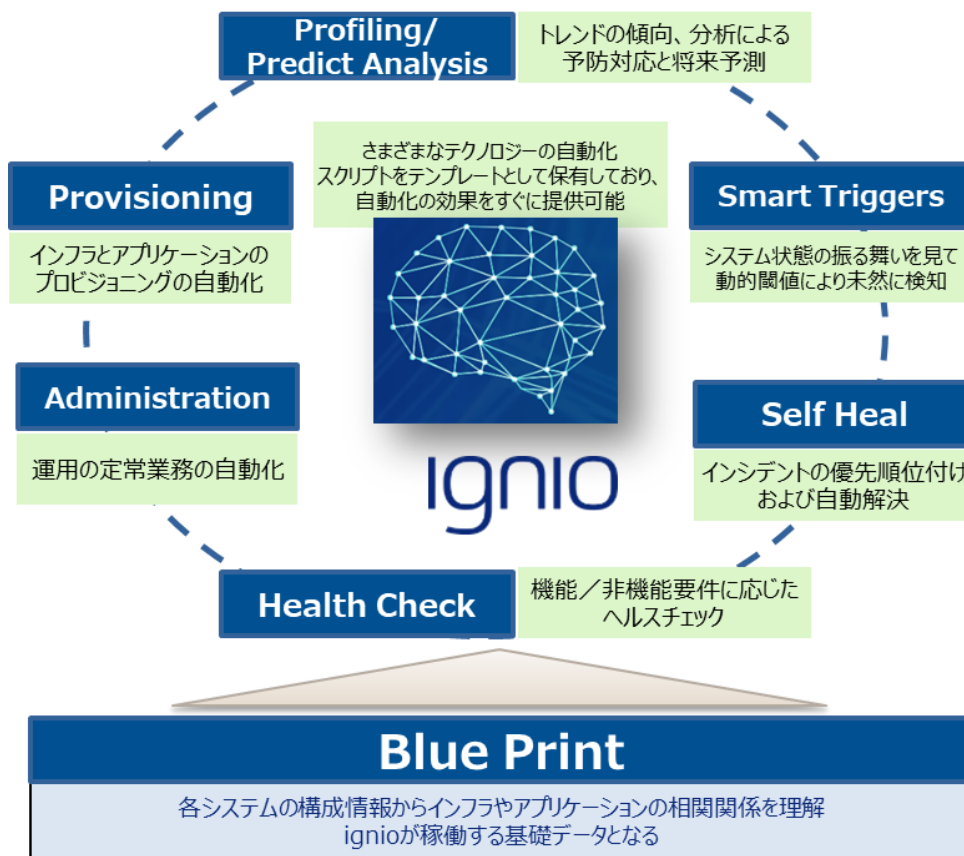 Profiling/
Predict Analysis
トレンドの傾向、分析による
予防対応と将来予測
さまざまなテクノロジーの自動化
スクリプトをテンプレートとして保有しており、
自動化の効果をすぐに提供可能
Provisioning
インフラとアプリケーションの
プロビジョニングの自動化
Smart Triggers
システム状態の振る舞いを見て
動的閾値により未然に検知
Administration
運用の定常業務の自動化
Self Heal
インシデントの優先順位付け
および自動解決
ignio
Health Check
機能／非機能要件に応じた
ヘルスチェック
Blue Print
各システムの構成情報からインフラやアプリケーションの相関関係を理解
ignioが稼働する基礎データとなる